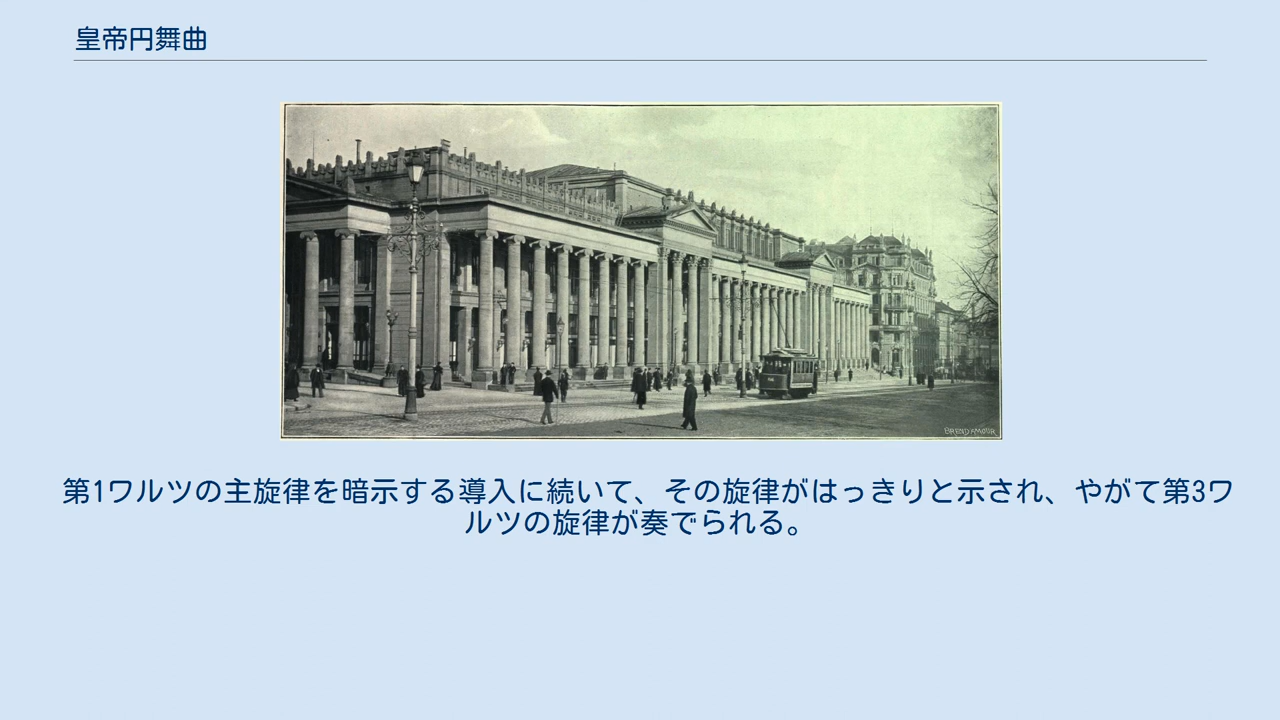 皇帝円舞曲
BREND'AMOUR
第1ワルツの主旋律を暗示する導入に続いて、その旋律がはっきりと示され、やがて第3ワ
ルツの旋律が奏でられる。